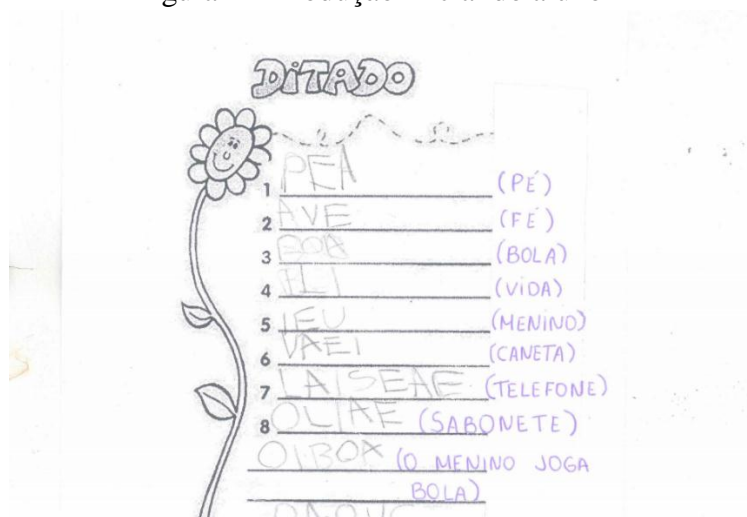 DiTADO
1 PEA (PÉ)
2 AVE (FÉ)
3 BOA (BOLA)
4 (ViDA)
5 IEU (MENiNO)
6 VAEI (CANETA)
7 LAISEAE (TELEFONE)
8 OLIAE (SABONETE)
OIBOA (O MENINO JOGA
BOLA)